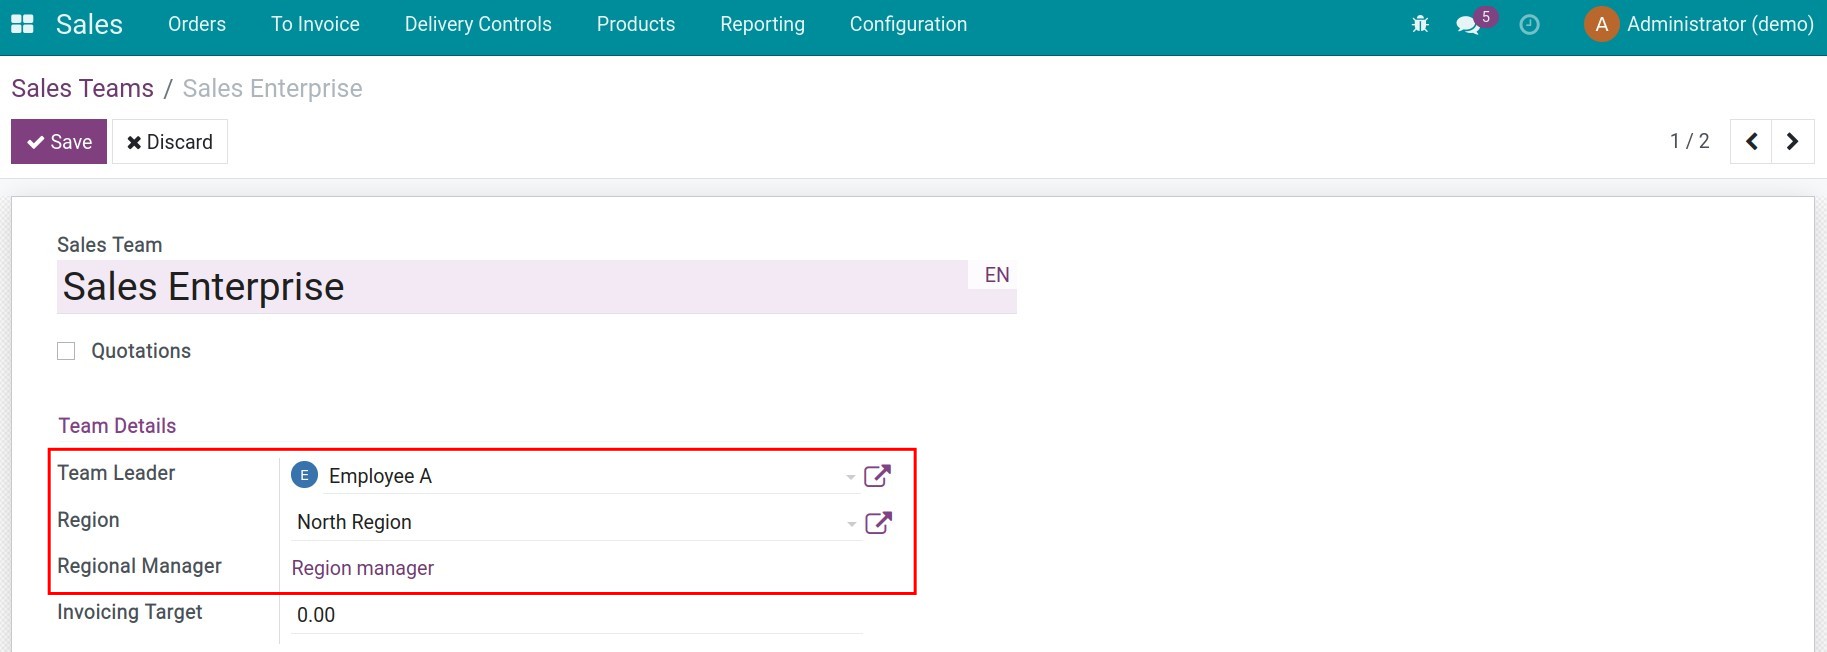 Sales Orders To Invoice Delivery Controls Products Reporting Configuration 5 A Administrator (demo)
Sales Teams / Sales Enterprise
Save Discard 1 / 2
Sales Team
Sales Enterprise EN
Quotations
Team Details
Team Leader E Employee A
Region North Region
Regional Manager Region manager
Invoicing Target 0.00